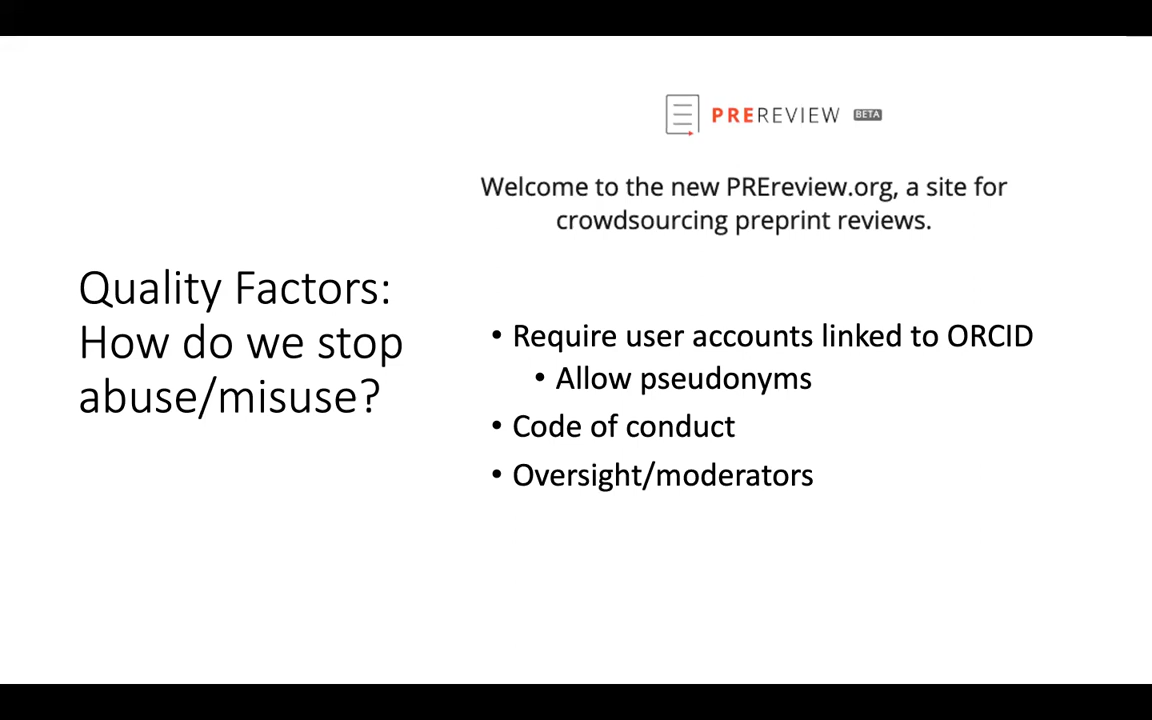 PREREVIEW BETA
Welcome to the new PREreview.org, a site for
crowdsourcing preprint reviews.
Quality Factors:
How do we stop
abuse/misuse?
• Require user accounts linked to ORCID
• Allow pseudonyms
• Code of conduct
• Oversight/moderators